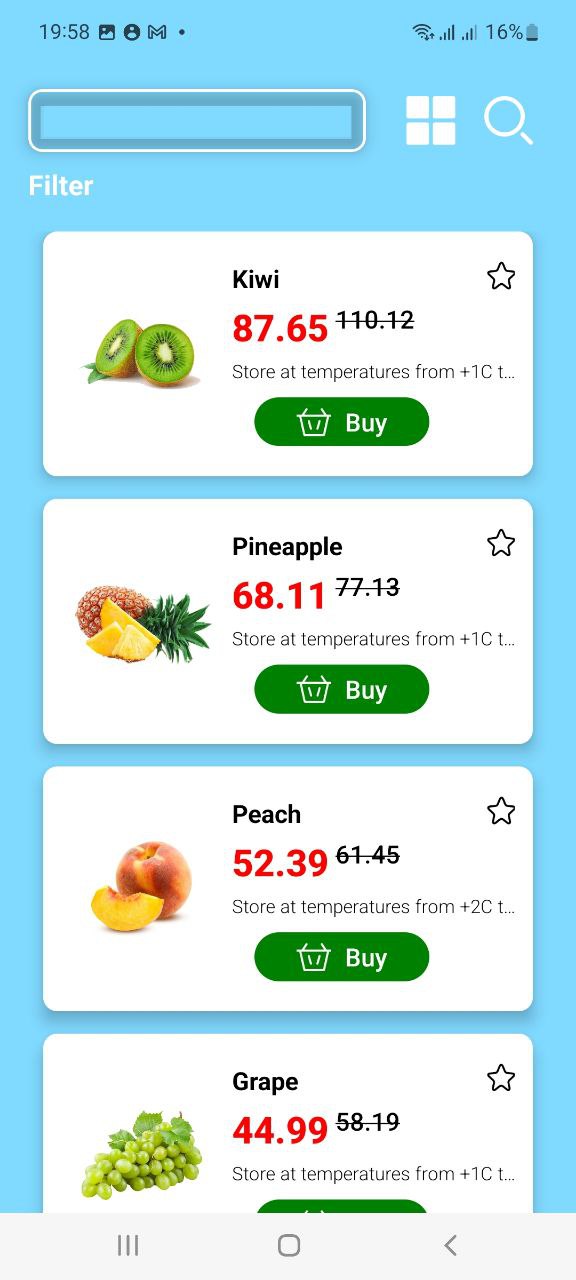 19:58 16%
Filter
Kiwi
87.65 110.12
Store at temperatures from +1C t...
Buy
Pineapple
68.11 77.13
Store at temperatures from +1C t...
Buy
Peach
52.39 61.45
Store at temperatures from +2C t...
Buy
Grape
44.99 58.19
Store at temperatures from +1C t...